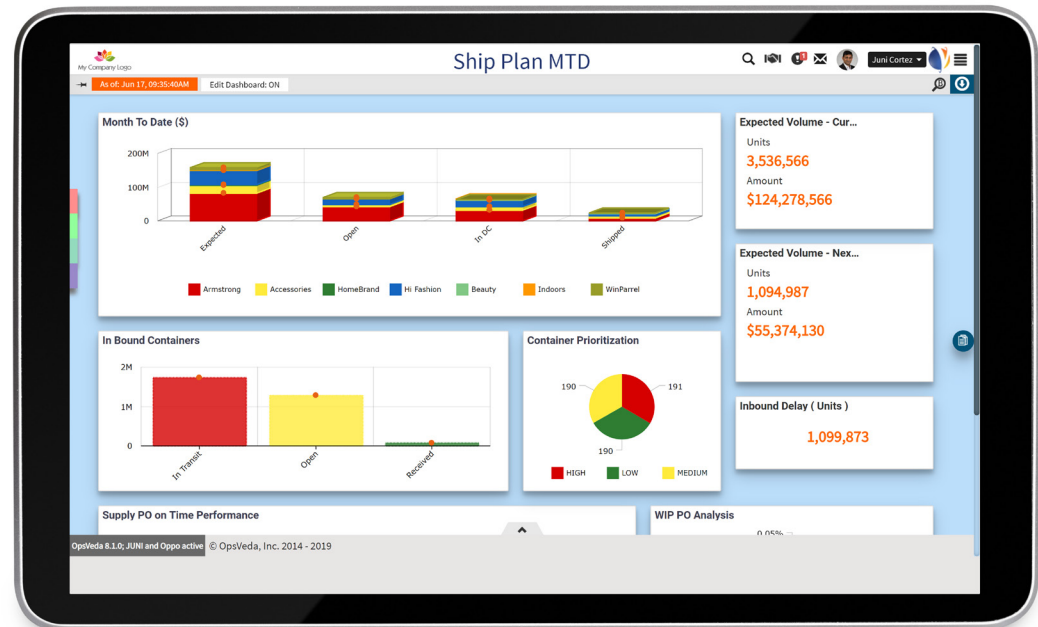 My Company Logo
Ship Plan MTD
Juni Cortez
As of: Jun 17, 09:35:40AM
Edit Dashboard: ON
Month To Date ($)
200M
100M
0
Expected
Open
In DC
Shipped
Armstrong
Accessories
HomeBrand
Hi Fashion
Beauty
Indoors
WinParrel
Expected Volume - Cur...
Units
3,536,566
Amount
$124,278,566
Expected Volume - Nex...
Units
1,094,987
Amount
$55,374,130
In Bound Containers
2M
1M
0
In Transit
Open
Received
Container Prioritization
190
191
190
HIGH
LOW
MEDIUM
Inbound Delay ( Units )
1,099,873
Supply PO on Time Performance
WIP PO Analysis
0.05%
OpsVeda 8.1.0; JUNI and Oppo active
© OpsVeda, Inc. 2014 - 2019